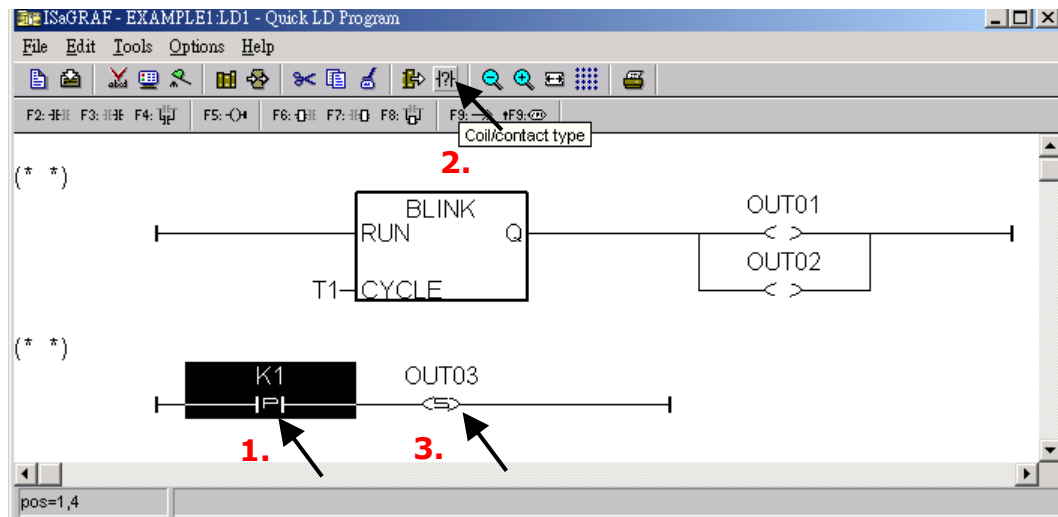 ISaGRAF - EXAMPLE1:LD1 - Quick LD Program
File Edit Tools Options Help
F2: F3: F4: F5: F6: F7: F8: F9: F9:
Coil/contact type
2.
(* *)
BLINK
OUT01
RUN Q
OUT02
T1 CYCLE
(* *)
K1 OUT03
P S
1. 3.
pos=1,4